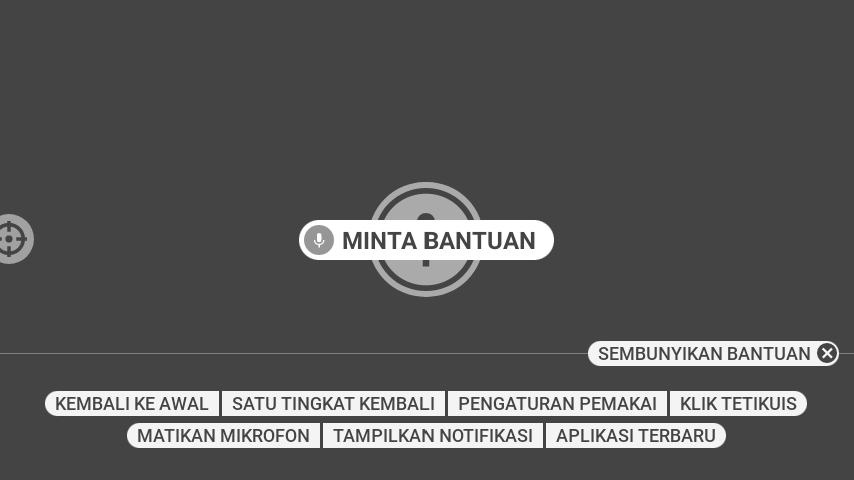 MINTA BANTUAN
SEMBUNYIKAN BANTUAN
KEMBALI KE AWAL SATU TINGKAT KEMBALI PENGATURAN PEMAKAI KLIK TETIKUIS
MATIKAN MIKROFON TAMPILKAN NOTIFIKASI APLIKASI TERBARU